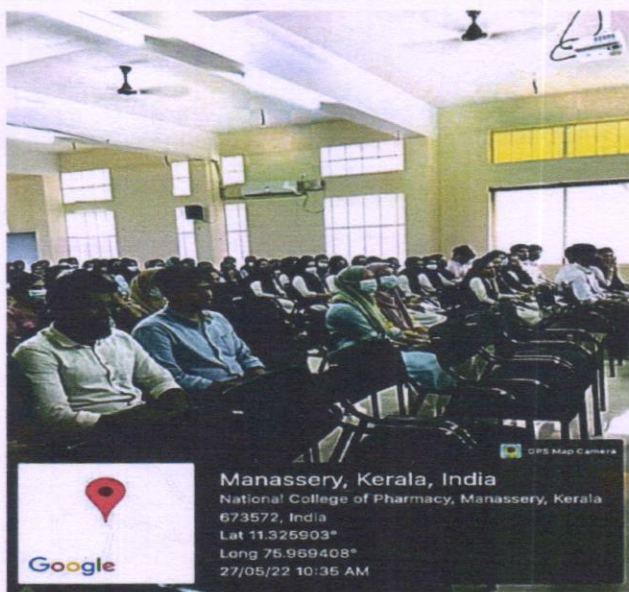 GPS Map Camera
Manassery, Kerala, India
National College of Pharmacy, Manassery, Kerala
673572, India
Lat 11.325903°
Long 75.969408°
27/05/22 10:35 AM
Google